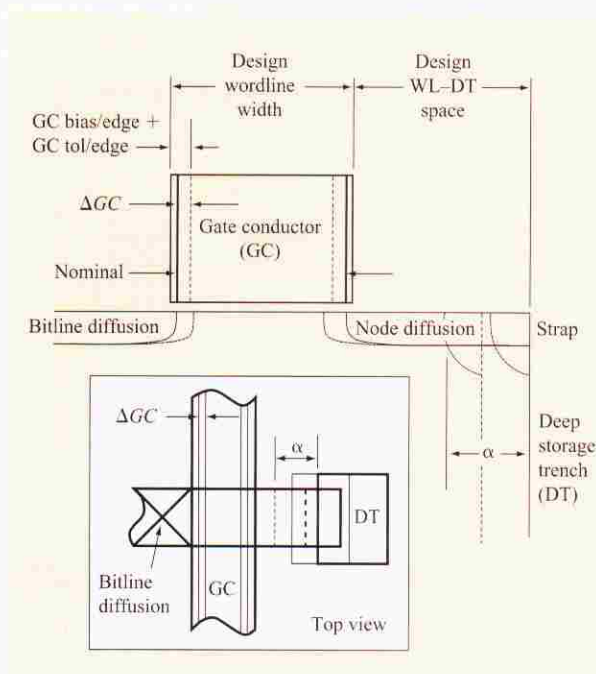 Design
wordline
width
Design
WL–DT
space
GC bias/edge +
GC tol/edge
ΔGC
Gate conductor
(GC)
Nominal
Bitline diffusion
Node diffusion
Strap
ΔGC
α
DT
Bitline
diffusion
GC
Top view
α
Deep
storage
trench
(DT)